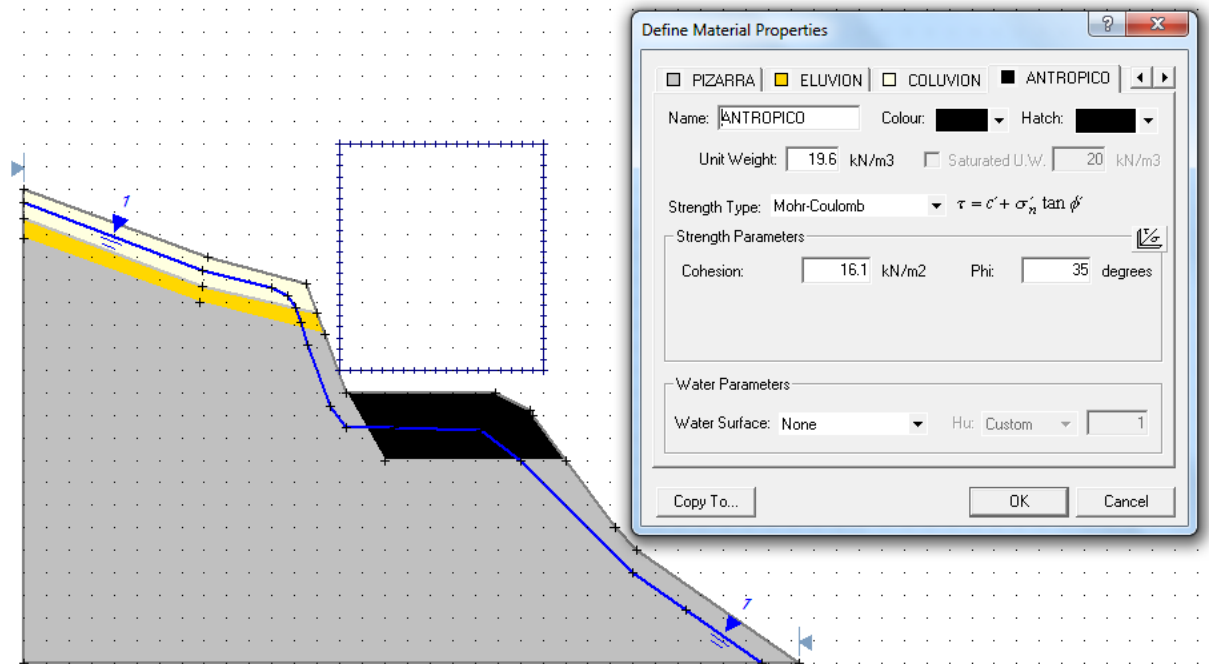 Define Material Properties
PIZARRA ELUVION COLUVION ANTROPICO
Name: ANTROPICO Colour: Hatch:
Unit Weight: 19.6 kN/m3 Saturated U.W. 20 kN/m3
Strength Type: Mohr-Coulomb τ = c′ + σ′n tan ϕ′
Strength Parameters
τ/σ
Cohesion: 16.1 kN/m2 Phi: 35 degrees
Water Parameters
Water Surface: None Hu: Custom 1
Copy To... OK Cancel
1
1